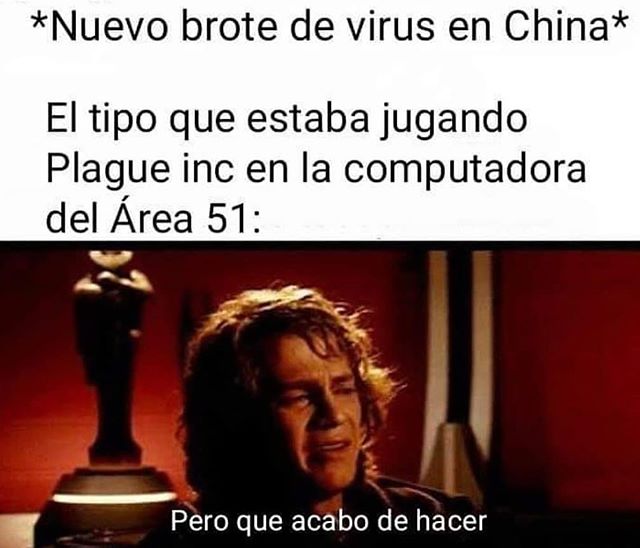 *Nuevo brote de virus en China*
El tipo que estaba jugando
Plague inc en la computadora
del Área 51:
Pero que acabo de hacer